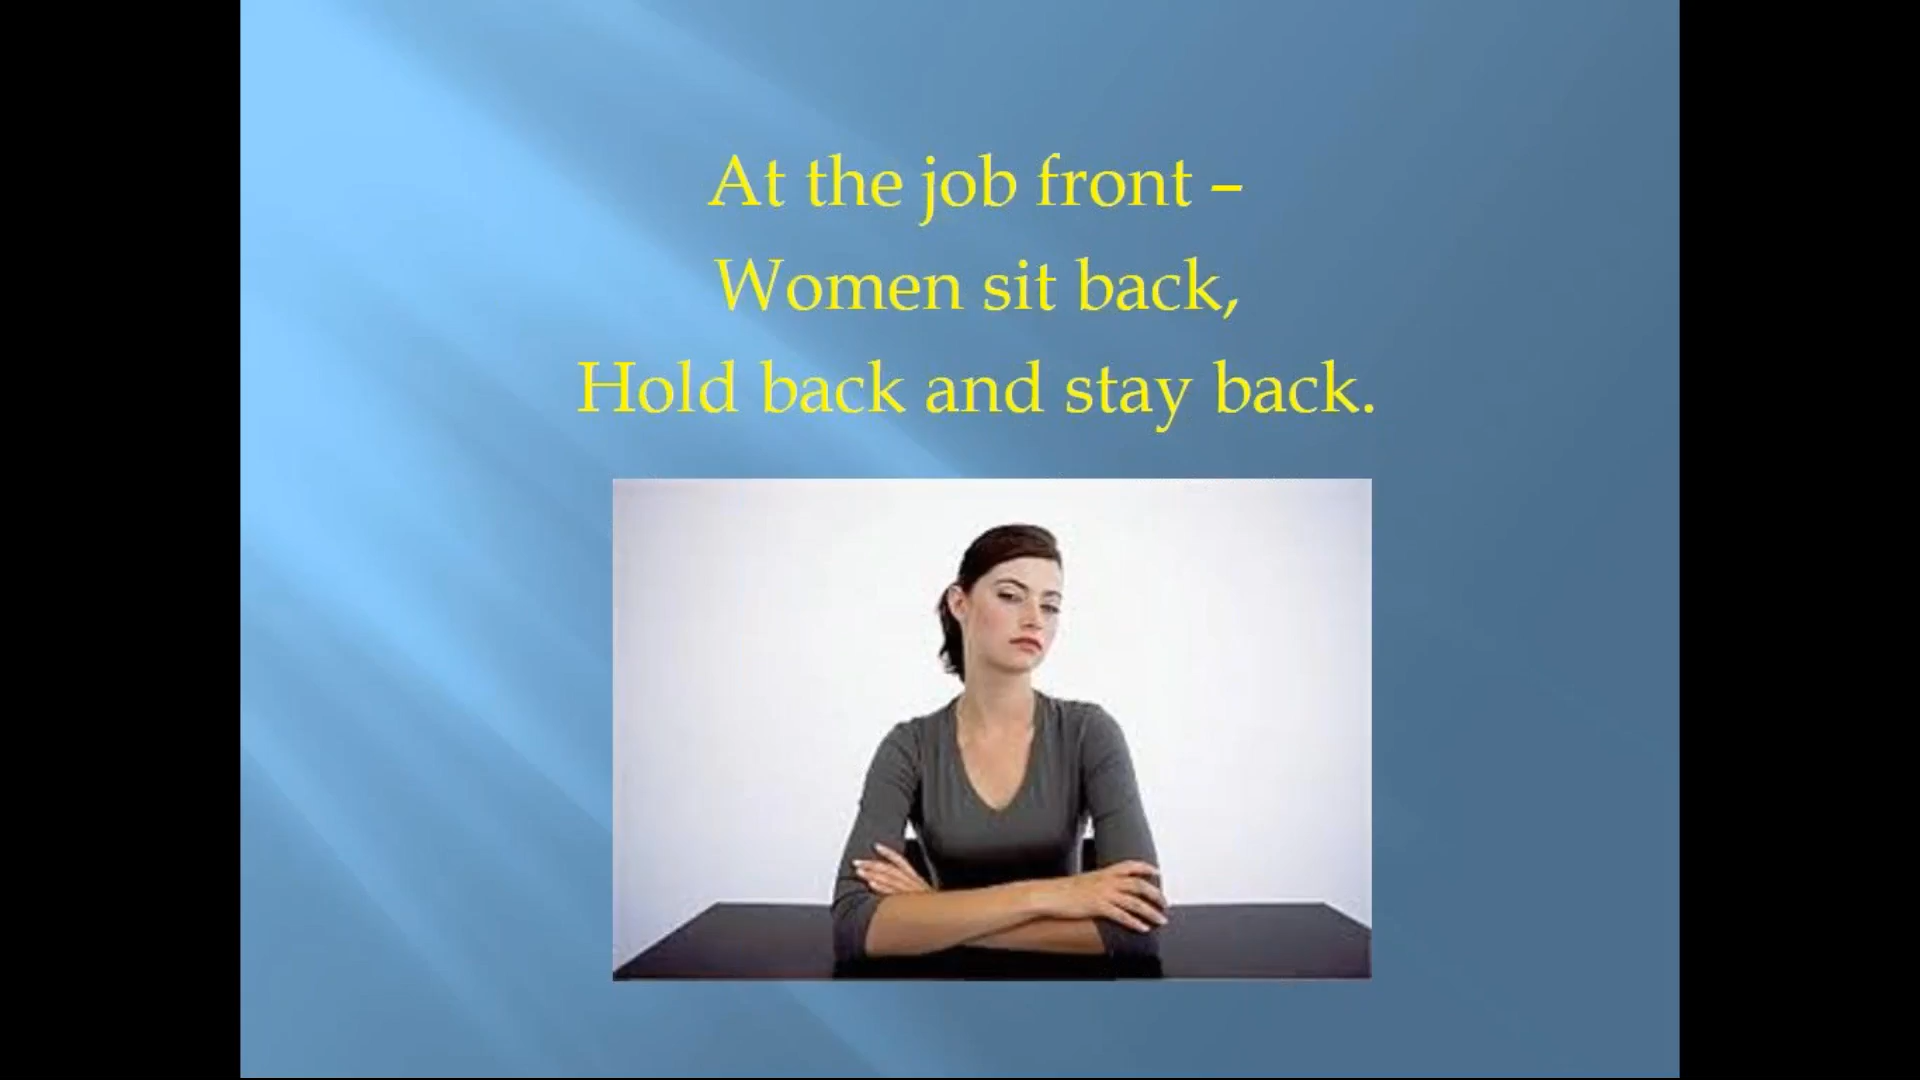 At the job front –
Women sit back,
Hold back and stay back.